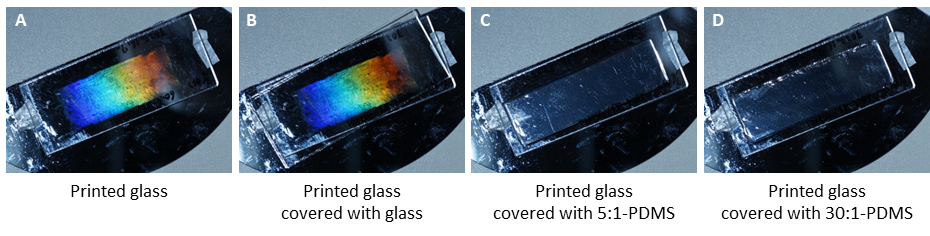 A
B
C
D
Printed glass
Printed glass
covered with glass
Printed glass
covered with 5:1-PDMS
Printed glass
covered with 30:1-PDMS